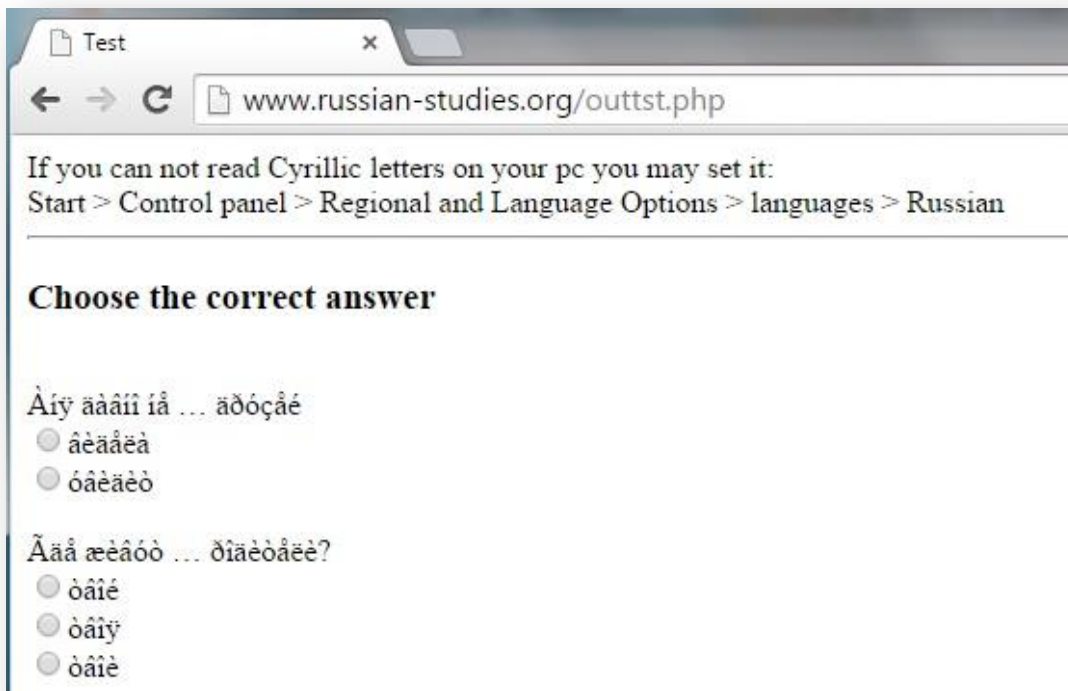 Test
www.russian-studies.org/outtst.php
If you can not read Cyrillic letters on your pc you may set it:
Start > Control panel > Regional and Language Options > languages > Russian
Choose the correct answer
Àíÿ äàâíî íå … äðóçåé
âèäåëà
óâèäèò
Ãäå æèâóò … ðîäèòåëè?
òâîé
òâîÿ
òâîè